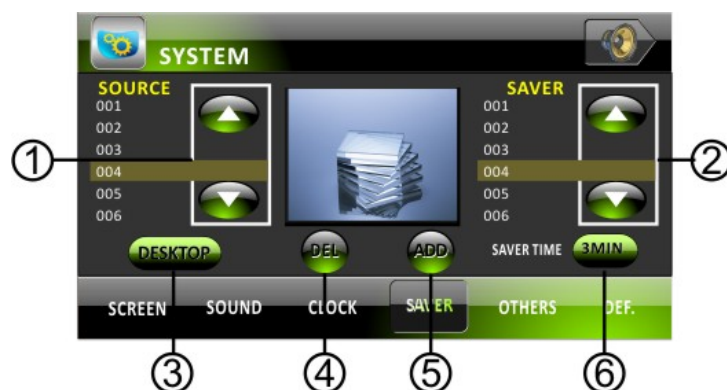 SYSTEM
SOURCE
001
002
003
004
005
006
SAVER
001
002
003
004
005
006
①
②
DESKTOP
DEL
ADD
SAVER TIME 3MIN
SCREEN SOUND CLOCK SAVER OTHERS DEF.
③ ④ ⑤ ⑥